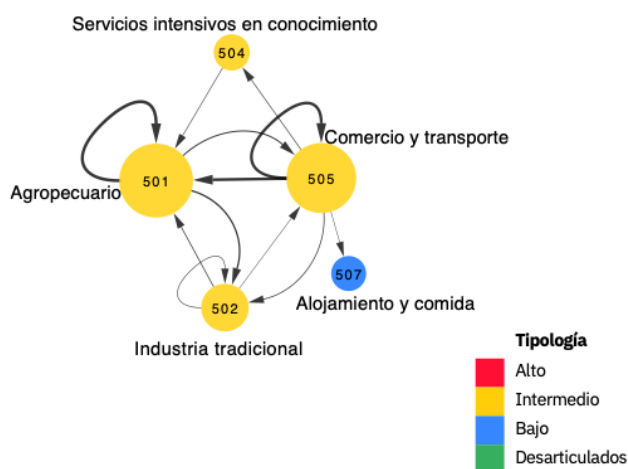 Servicios intensivos en conocimiento
504
Comercio y transporte
501
505
Agropecuario
507
502
Alojamiento y comida
Industria tradicional
Tipología
Alto
Intermedio
Bajo
Desarticulados